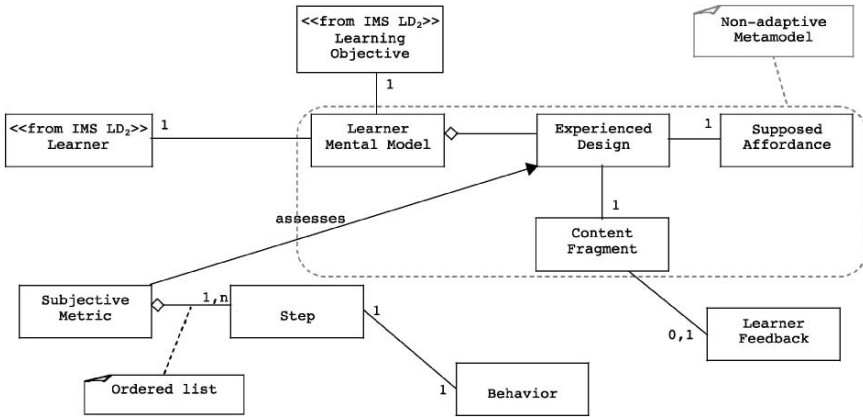 <<from IMS LD₂>>
Learning
Objective
Non-adaptive
Metamodel
1
<<from IMS LD₂>>
Learner
1
Learner
Mental Model
Experienced
Design
1
Supposed
Affordance
assesses
1
Content
Fragment
Subjective
Metric
1,n
Step
1
0,1
Learner
Feedback
Ordered list
1
Behavior